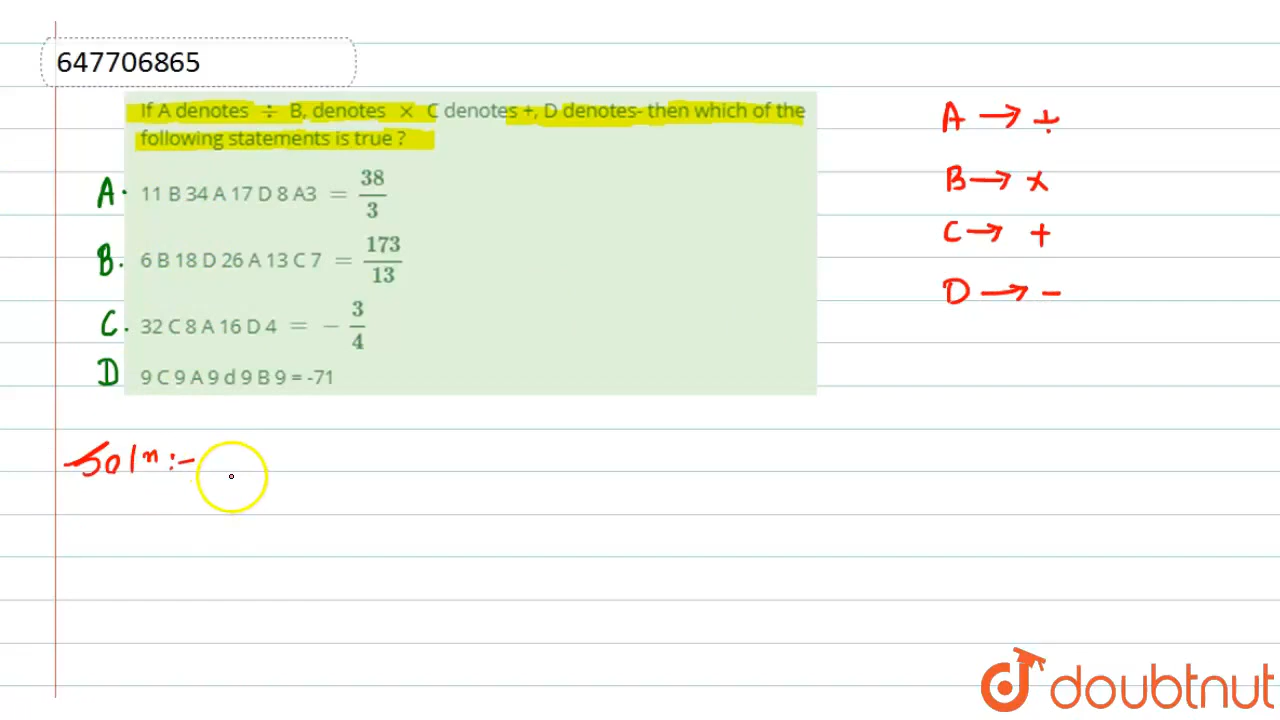 647706865
If A denotes ÷ B, denotes × C denotes +, D denotes- then which of the
following statements is true ?
A. 11 B 34 A 17 D 8 A3 = 38/3
B. 6 B 18 D 26 A 13 C 7 = 173/13
C. 32 C 8 A 16 D 4 = - 3/4
D 9 C 9 A 9 d 9 B 9 = -71
A → ÷
B → ×
C → +
D → -
Solⁿ :-
doubtnut